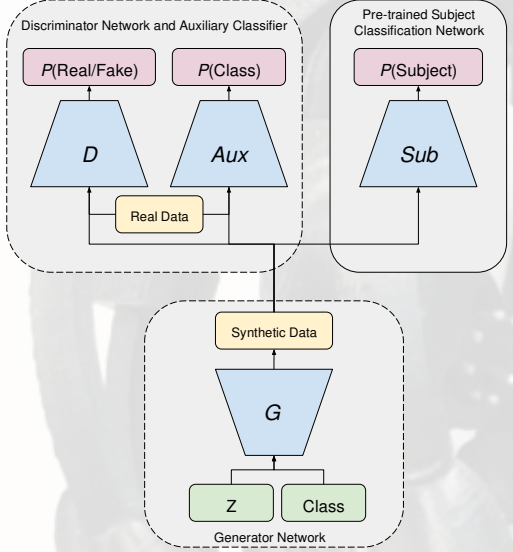 Discriminator Network and Auxiliary Classifier
Pre-trained Subject
Classification Network
P(Real/Fake)
P(Class)
P(Subject)
D
Aux
Sub
Real Data
Synthetic Data
G
Z
Class
Generator Network